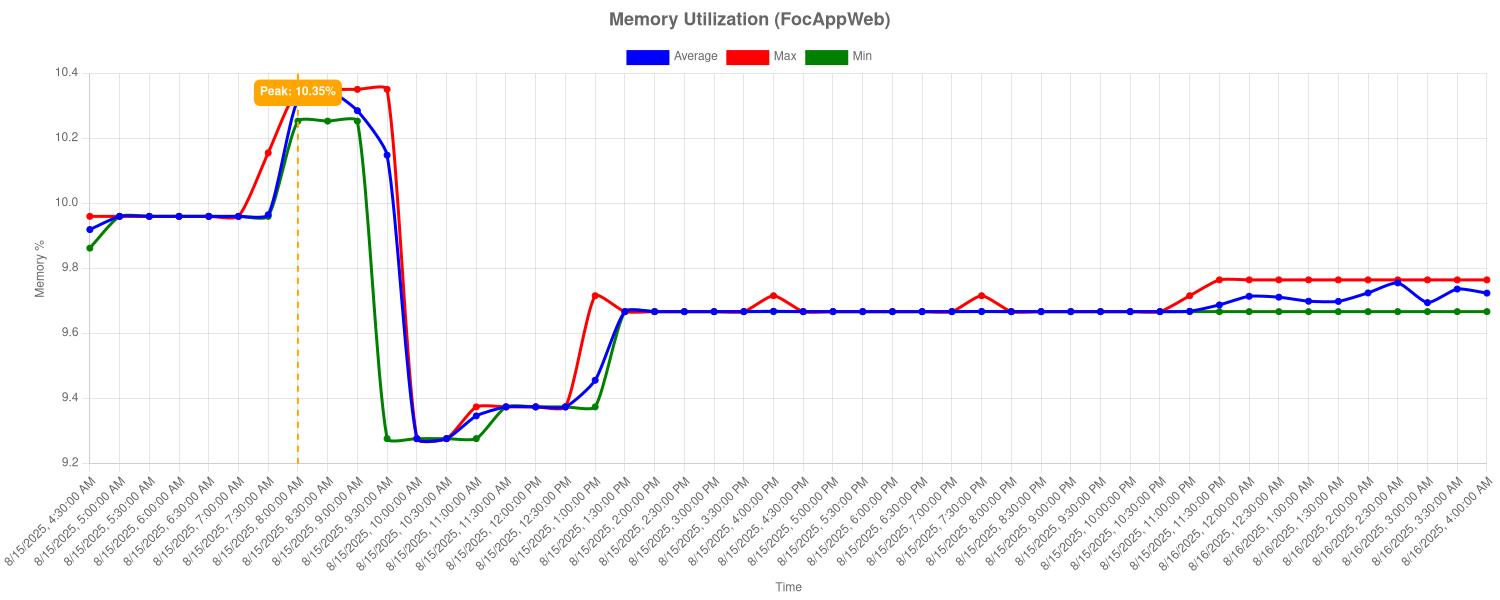 Memory Utilization (FocAppWeb)
Average Max Min
Peak: 10.35%
10.4
10.2
10.0
9.8
9.6
9.4
9.2
Memory %
8/15/2025, 4:30:00 AM
8/15/2025, 5:00:00 AM
8/15/2025, 5:30:00 AM
8/15/2025, 6:00:00 AM
8/15/2025, 6:30:00 AM
8/15/2025, 7:00:00 AM
8/15/2025, 7:30:00 AM
8/15/2025, 8:00:00 AM
8/15/2025, 8:30:00 AM
8/15/2025, 9:00:00 AM
8/15/2025, 9:30:00 AM
8/15/2025, 10:00:00 AM
8/15/2025, 10:30:00 AM
8/15/2025, 11:00:00 AM
8/15/2025, 11:30:00 AM
8/15/2025, 12:00:00 PM
8/15/2025, 12:30:00 PM
8/15/2025, 1:00:00 PM
8/15/2025, 1:30:00 PM
8/15/2025, 2:00:00 PM
8/15/2025, 2:30:00 PM
8/15/2025, 3:00:00 PM
8/15/2025, 3:30:00 PM
8/15/2025, 4:00:00 PM
8/15/2025, 4:30:00 PM
8/15/2025, 5:00:00 PM
8/15/2025, 5:30:00 PM
8/15/2025, 6:00:00 PM
8/15/2025, 6:30:00 PM
8/15/2025, 7:00:00 PM
8/15/2025, 7:30:00 PM
8/15/2025, 8:00:00 PM
8/15/2025, 8:30:00 PM
8/15/2025, 9:00:00 PM
8/15/2025, 9:30:00 PM
8/15/2025, 10:00:00 PM
8/15/2025, 10:30:00 PM
8/15/2025, 11:00:00 PM
8/15/2025, 11:30:00 PM
8/16/2025, 12:00:00 AM
8/16/2025, 12:30:00 AM
8/16/2025, 1:00:00 AM
8/16/2025, 1:30:00 AM
8/16/2025, 2:00:00 AM
8/16/2025, 2:30:00 AM
8/16/2025, 3:00:00 AM
8/16/2025, 3:30:00 AM
8/16/2025, 4:00:00 AM
Time